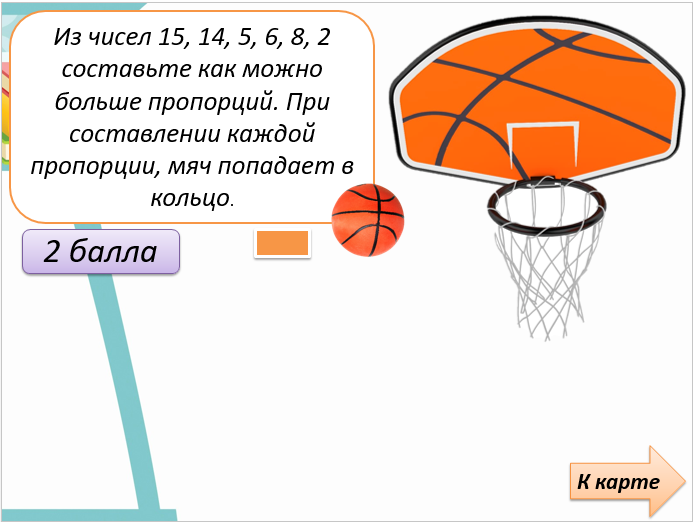 Из чисел 15, 14, 5, 6, 8, 2
составьте как можно
больше пропорций. При
составлении каждой
пропорции, мяч попадает в
кольцо.
2 балла
К карте